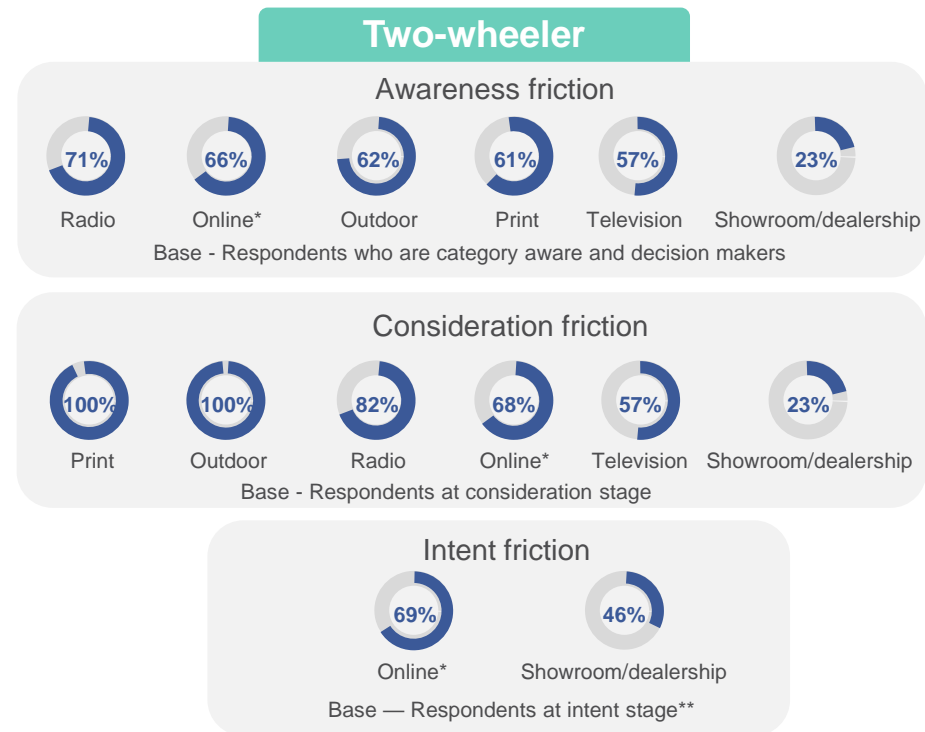 Two-wheeler
Awareness friction
71% 66% 62% 61% 57% 23%
Radio Online* Outdoor Print Television Showroom/dealership
Base - Respondents who are category aware and decision makers
Consideration friction
100% 100% 82% 68% 57% 23%
Print Outdoor Radio Online* Television Showroom/dealership
Base - Respondents at consideration stage
Intent friction
69% 46%
Online* Showroom/dealership
Base — Respondents at intent stage**